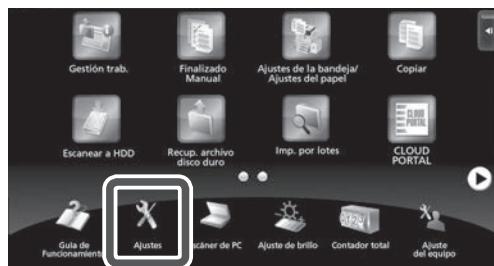 Gestión trab.
Finalizado
Manual
Ajustes de la bandeja/
Ajustes del papel
Copiar
Escanear a HDD
Recup. archivo
disco duro
Imp. por lotes
CLOUD
PORTAL
CLOUD
PORTAL
Guía de
Funcionamiento
Ajustes
scáner de PC
Ajuste de brillo
Contador total
Ajuste
del equipo